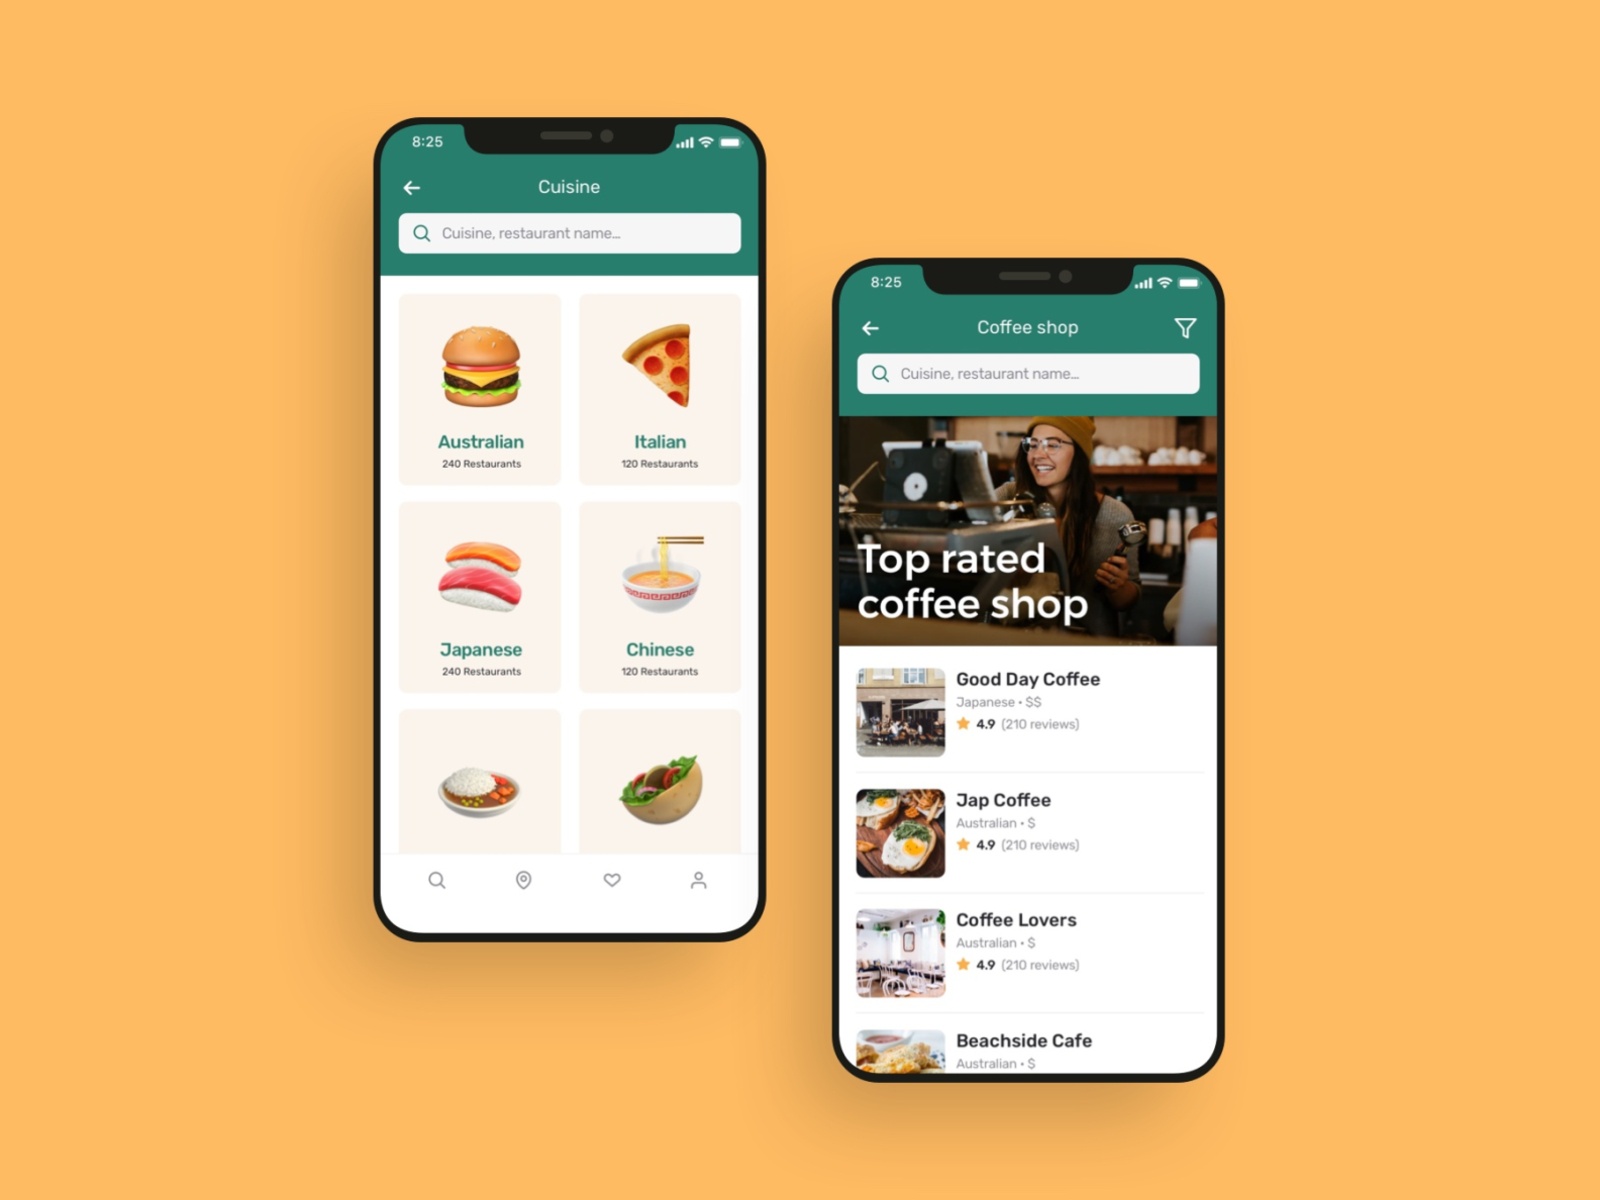 8:25
Cuisine
Cuisine, restaurant name...
Australian
240 Restaurants
Italian
120 Restaurants
Japanese
240 Restaurants
Chinese
120 Restaurants
8:25
Coffee shop
Cuisine, restaurant name...
Top rated
coffee shop
Good Day Coffee
Japanese • $$
4.9 (210 reviews)
Jap Coffee
Australian • $
4.9 (210 reviews)
Coffee Lovers
Australian • $
4.9 (210 reviews)
Beachside Cafe
Australian • $